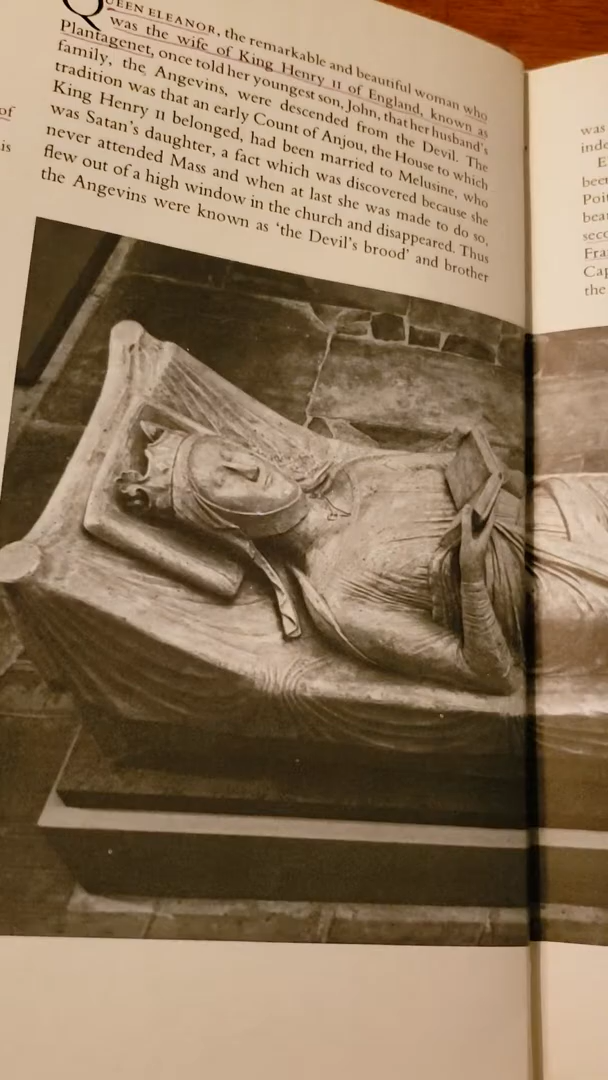 QUEEN ELEANOR, the remarkable and beautiful woman who
was the wife of King Henry II of England, known as
Plantagenet, once told her youngest son, John, that her husband's
family, the Angevins, were descended from the Devil. The
tradition was that an early Count of Anjou, the House to which
King Henry II belonged, had been married to Melusine, who
was Satan's daughter, a fact which was discovered because she
never attended Mass and when at last she was made to do so,
flew out of a high window in the church and disappeared. Thus
the Angevins were known as 'the Devil's brood' and brother
of
is
was
the